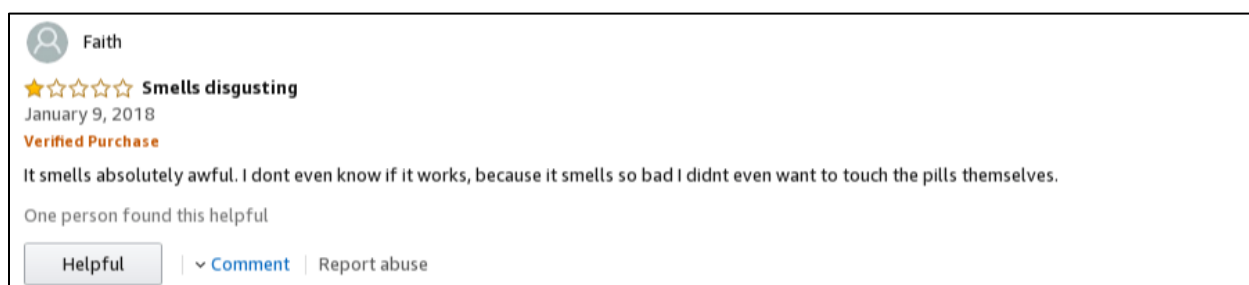 Faith
Smells disgusting
January 9, 2018
Verified Purchase
It smells absolutely awful. I dont even know if it works, because it smells so bad I didnt even want to touch the pills themselves.
One person found this helpful
Helpful Comment Report abuse